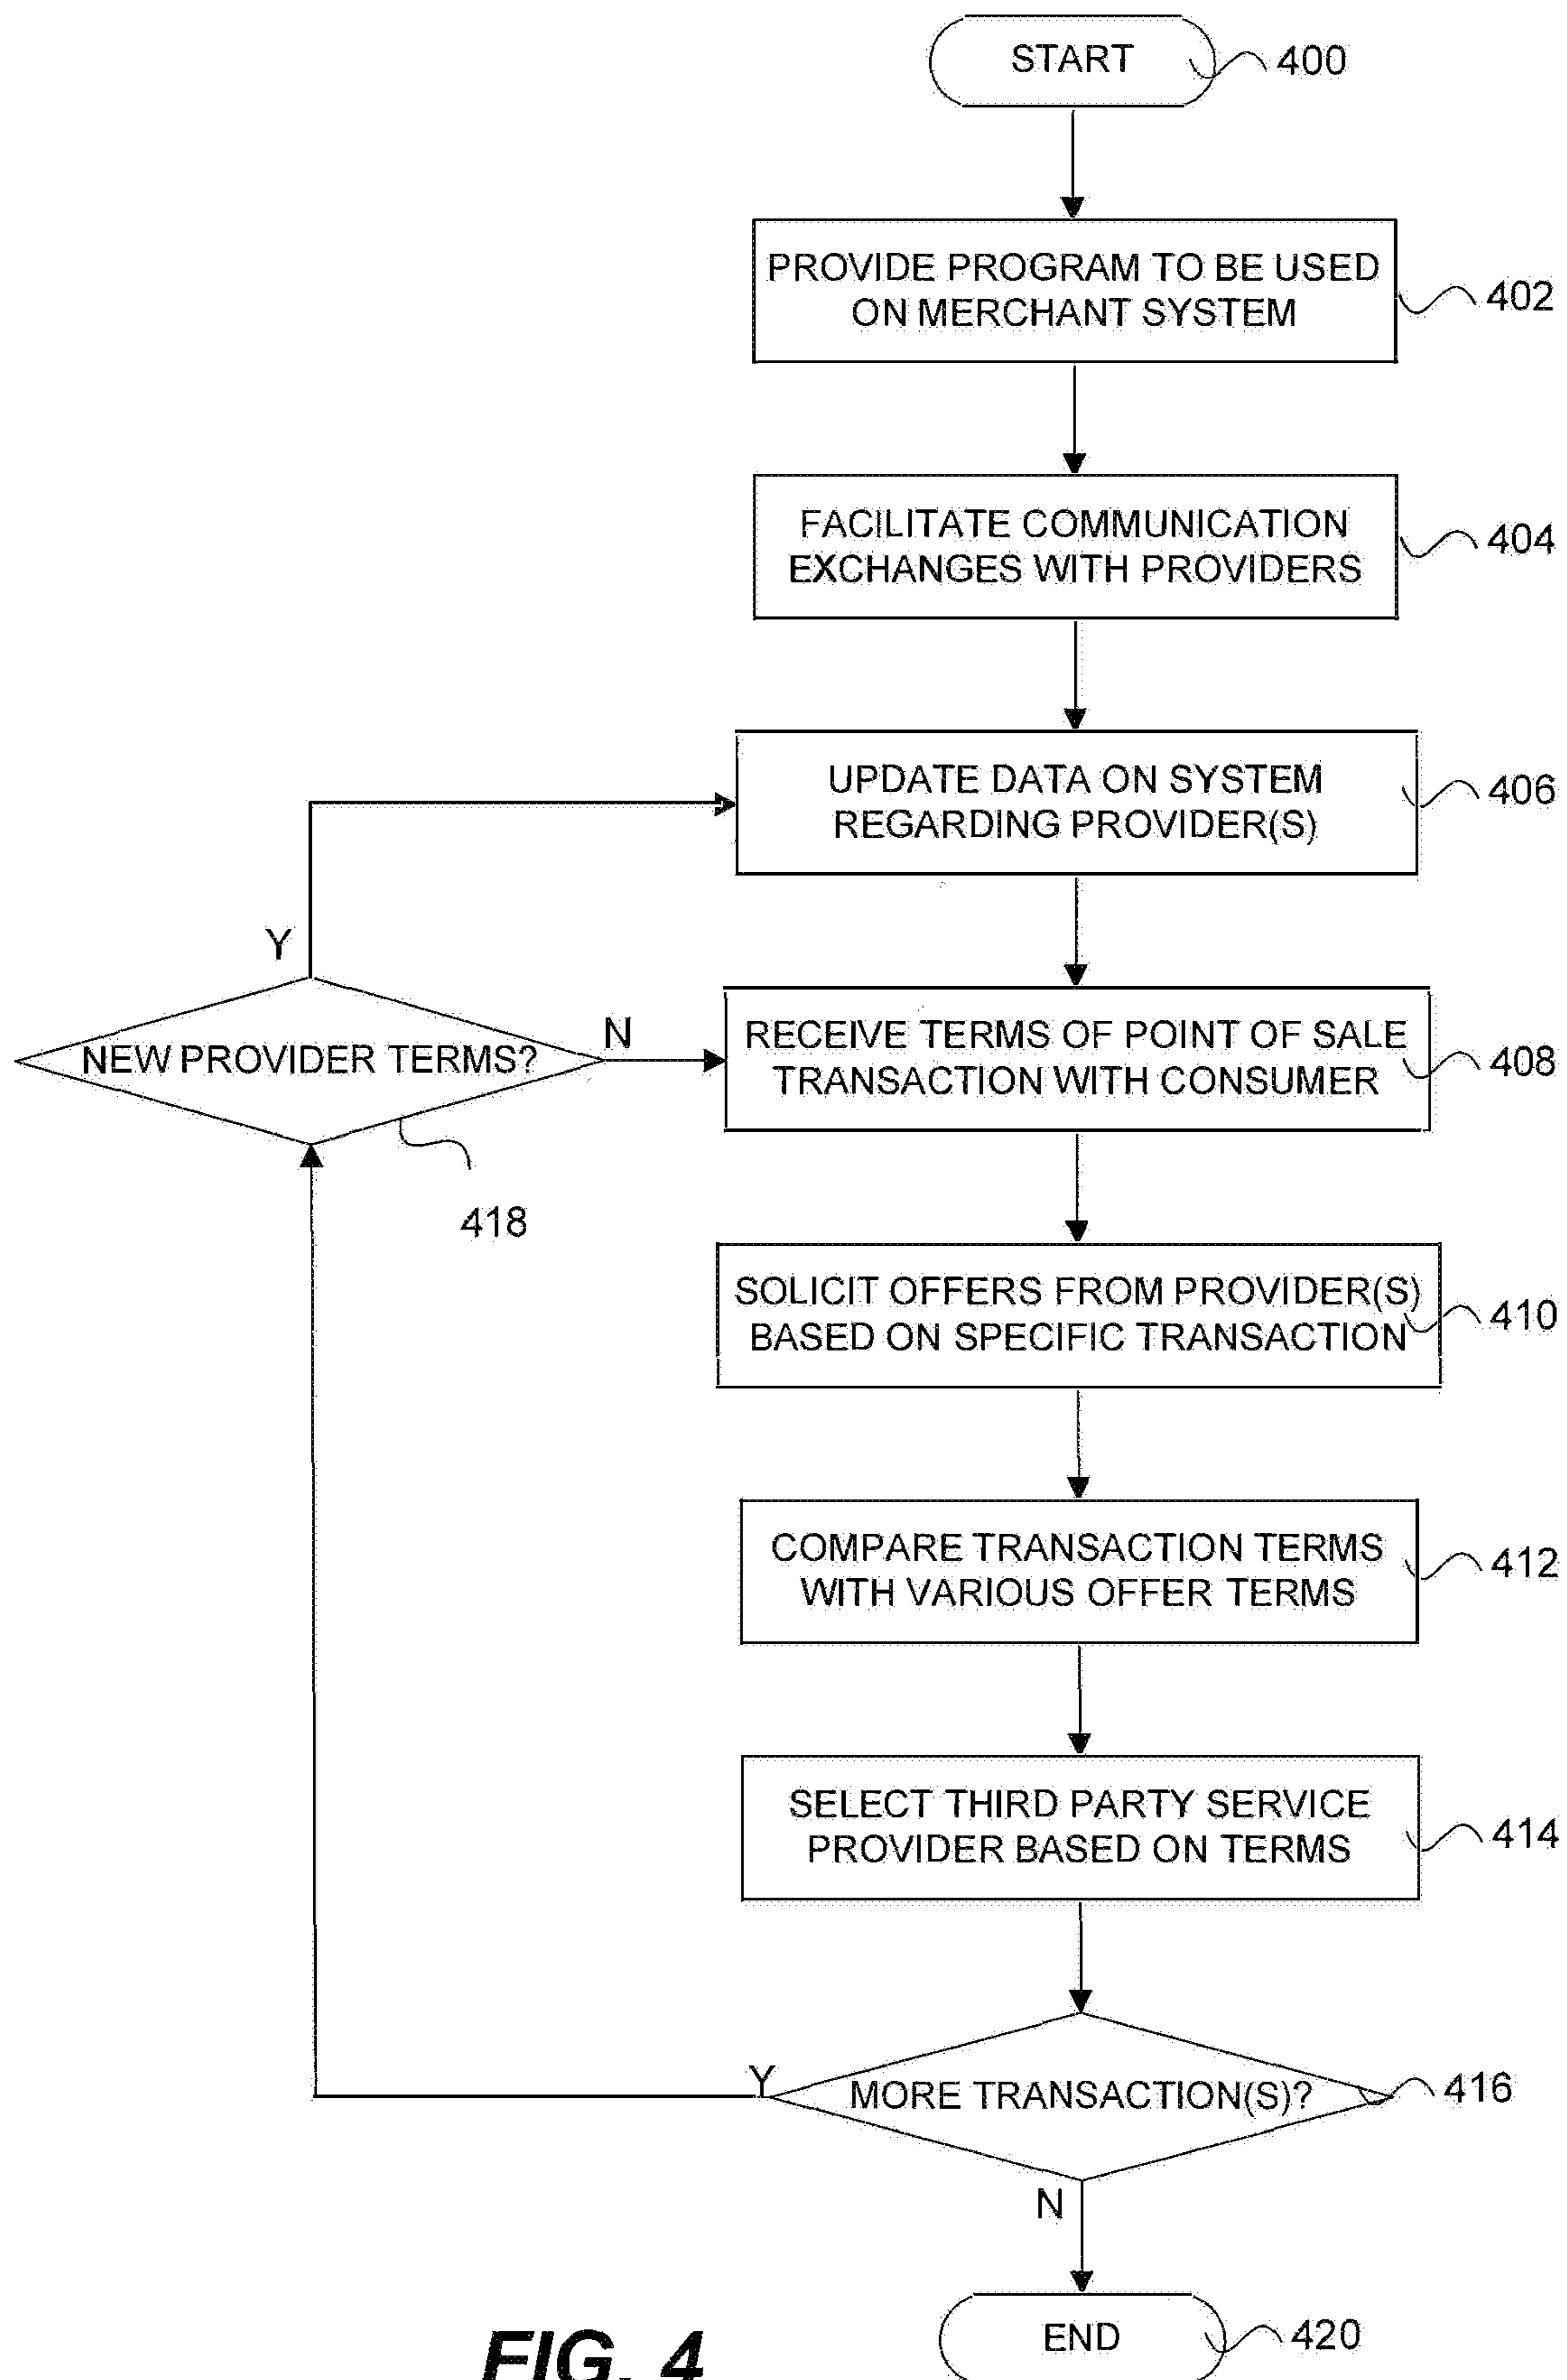 START
400
PROVIDE PROGRAM TO BE USED
ON MERCHANT SYSTEM
402
FACILITATE COMMUNICATION
EXCHANGES WITH PROVIDERS
404
UPDATE DATA ON SYSTEM
REGARDING PROVIDER(S)
406
Y
NEW PROVIDER TERMS?
N
418
RECEIVE TERMS OF POINT OF SALE
TRANSACTION WITH CONSUMER
408
SOLICIT OFFERS FROM PROVIDER(S)
BASED ON SPECIFIC TRANSACTION
410
COMPARE TRANSACTION TERMS
WITH VARIOUS OFFER TERMS
412
SELECT THIRD PARTY SERVICE
PROVIDER BASED ON TERMS
414
Y
MORE TRANSACTION(S)?
416
N
END
420
FIG. 4